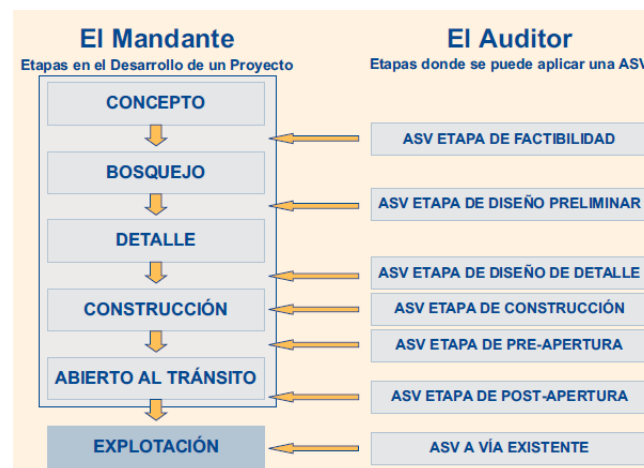 El Mandante
Etapas en el Desarrollo de un Proyecto
CONCEPTO
BOSQUEJO
DETALLE
CONSTRUCCIÓN
ABIERTO AL TRÁNSITO
EXPLOTACIÓN
El Auditor
Etapas donde se puede aplicar una ASV
ASV ETAPA DE FACTIBILIDAD
ASV ETAPA DE DISEÑO PRELIMINAR
ASV ETAPA DE DISEÑO DE DETALLE
ASV ETAPA DE CONSTRUCCIÓN
ASV ETAPA DE PRE-APERTURA
ASV ETAPA DE POST-APERTURA
ASV A VÍA EXISTENTE